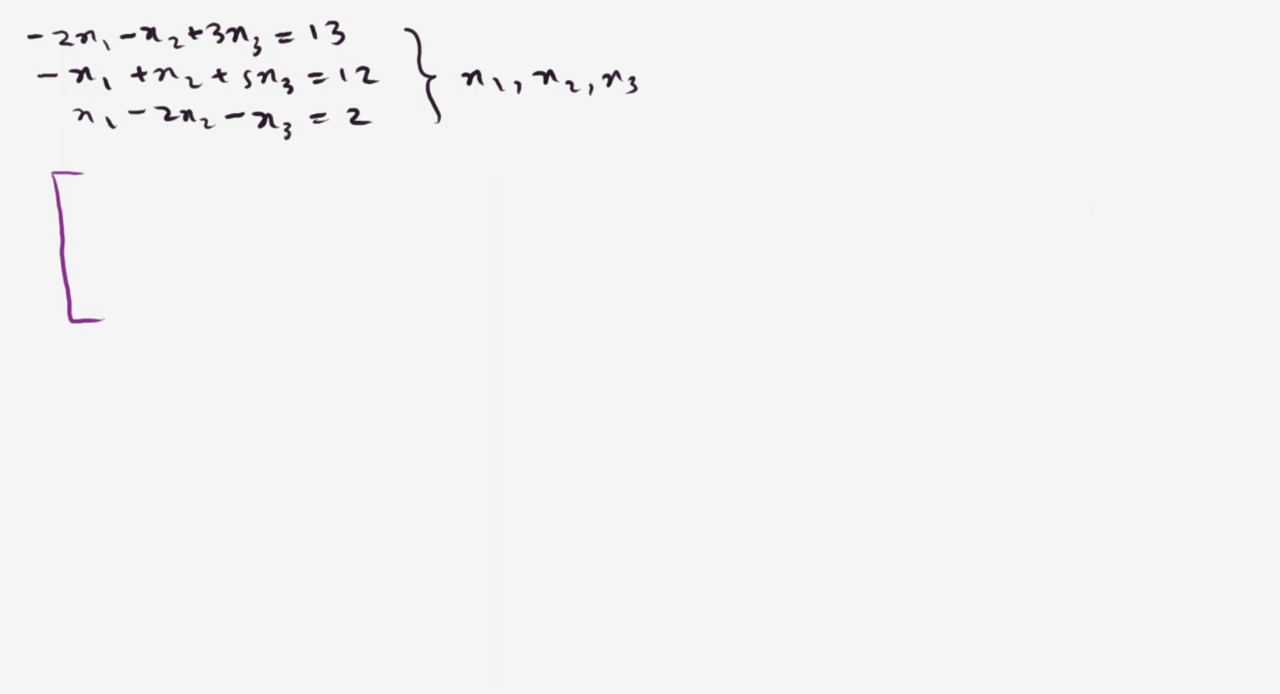 -2x₁ - x₂ + 3x₃ = 13
- x₁ + x₂ + 5x₃ = 12
x₁ - 2x₂ - x₃ = 2
} x₁, x₂, x₃
[